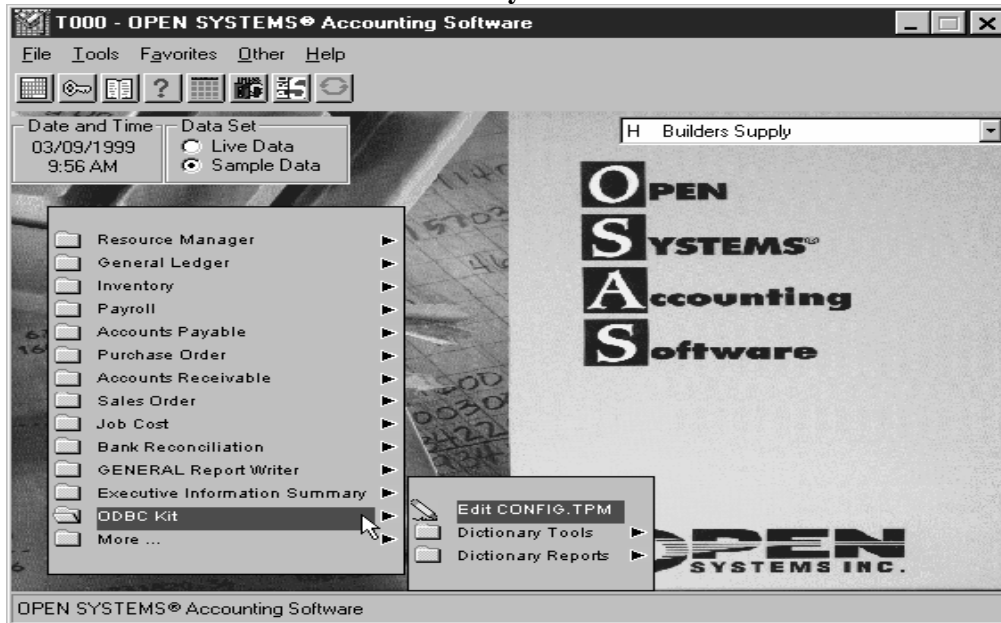 T000 - OPEN SYSTEMS® Accounting Software
File Tools Favorites Other Help
Date and Time
03/09/1999
9:56 AM
Data Set
Live Data
Sample Data
H Builders Supply
OPEN
SYSTEMS®
Accounting
Software
Resource Manager
General Ledger
Inventory
Payroll
Accounts Payable
Purchase Order
Accounts Receivable
Sales Order
Job Cost
Bank Reconciliation
GENERAL Report Writer
Executive Information Summary
ODBC Kit
More ...
Edit CONFIG.TPM
Dictionary Tools
Dictionary Reports
OPEN
SYSTEMS INC.
OPEN SYSTEMS® Accounting Software